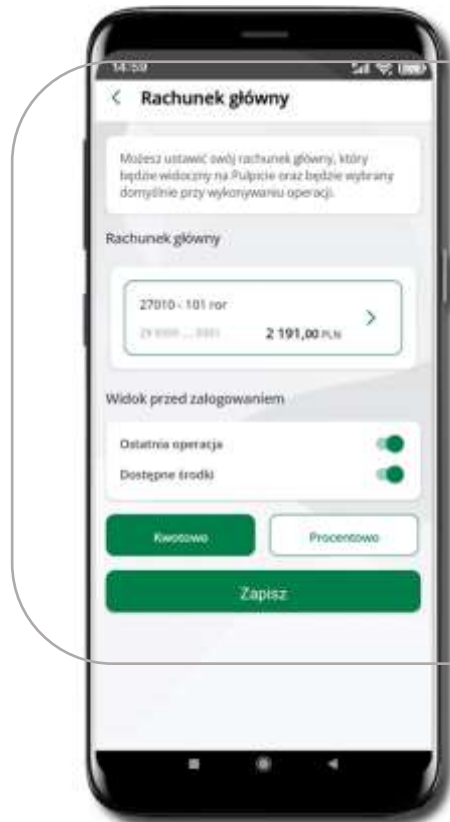 14:59
Rachunek główny
Możesz ustawić swój rachunek główny, który
będzie widoczny na Pulpicie oraz będzie wybrany
domyślnie przy wykonywaniu operacji.
Rachunek główny
27010 - 101 ror
2 191,00 PLN
Widok przed zalogowaniem
Ostatnia operacja
Dostępne środki
Kwotowo
Procentowo
Zapisz